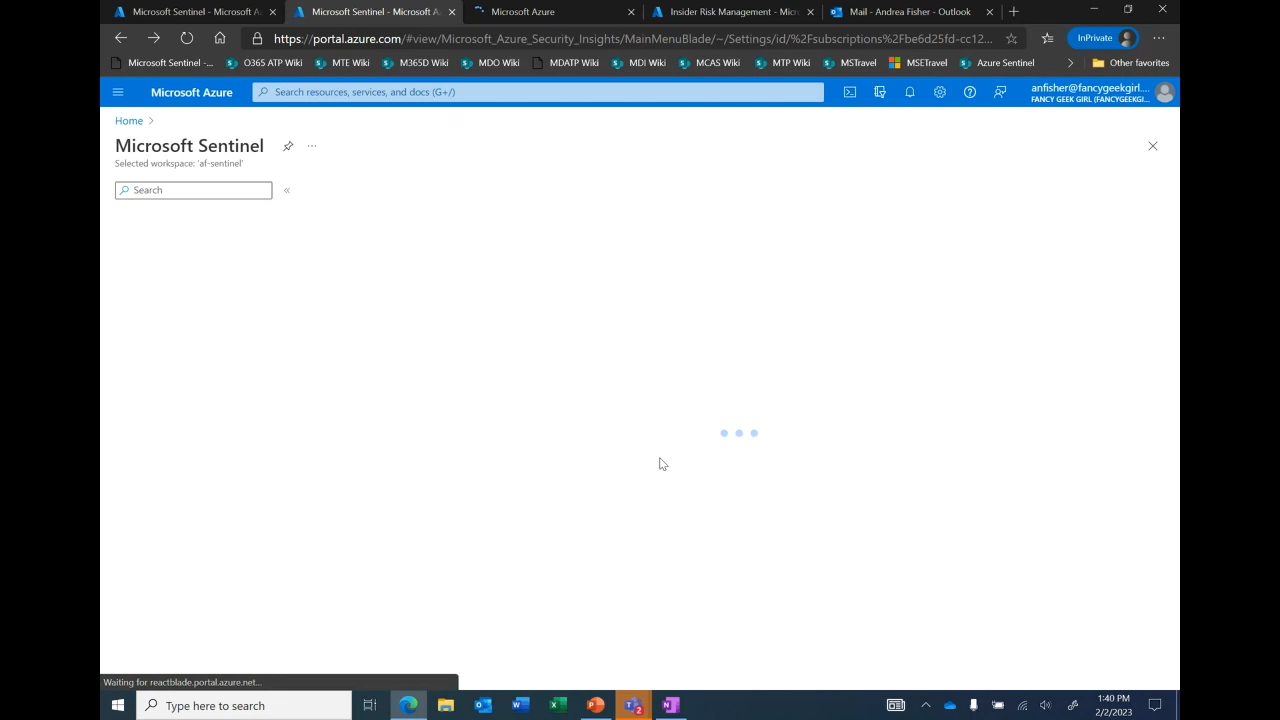 Microsoft Sentinel - Microsoft A
Microsoft Sentinel - Microsoft A
Microsoft Azure
Insider Risk Management - Micro
Mail - Andrea Fisher - Outlook
https://portal.azure.com/#view/Microsoft_Azure_Security_Insights/MainMenuBlade/~/Settings/id/%2Fsubscriptions%2Fbe6d25fd-cc12...
InPrivate
Microsoft Sentinel -...
O365 ATP Wiki
MTE Wiki
M365D Wiki
MDO Wiki
MDATP Wiki
MDI Wiki
MCAS Wiki
MTP Wiki
MSTravel
MSETravel
Azure Sentinel
Other favorites
Microsoft Azure
Search resources, services, and docs (G+/)
anfisher@fancygeekgirl....
FANCY GEEK GIRL (FANCYGEEKGI...
Home
Microsoft Sentinel
...
Selected workspace: 'af-sentinel'
Search
«
Waiting for reactblade.portal.azure.net...
Type here to search
2
1:40 PM
2/2/2023